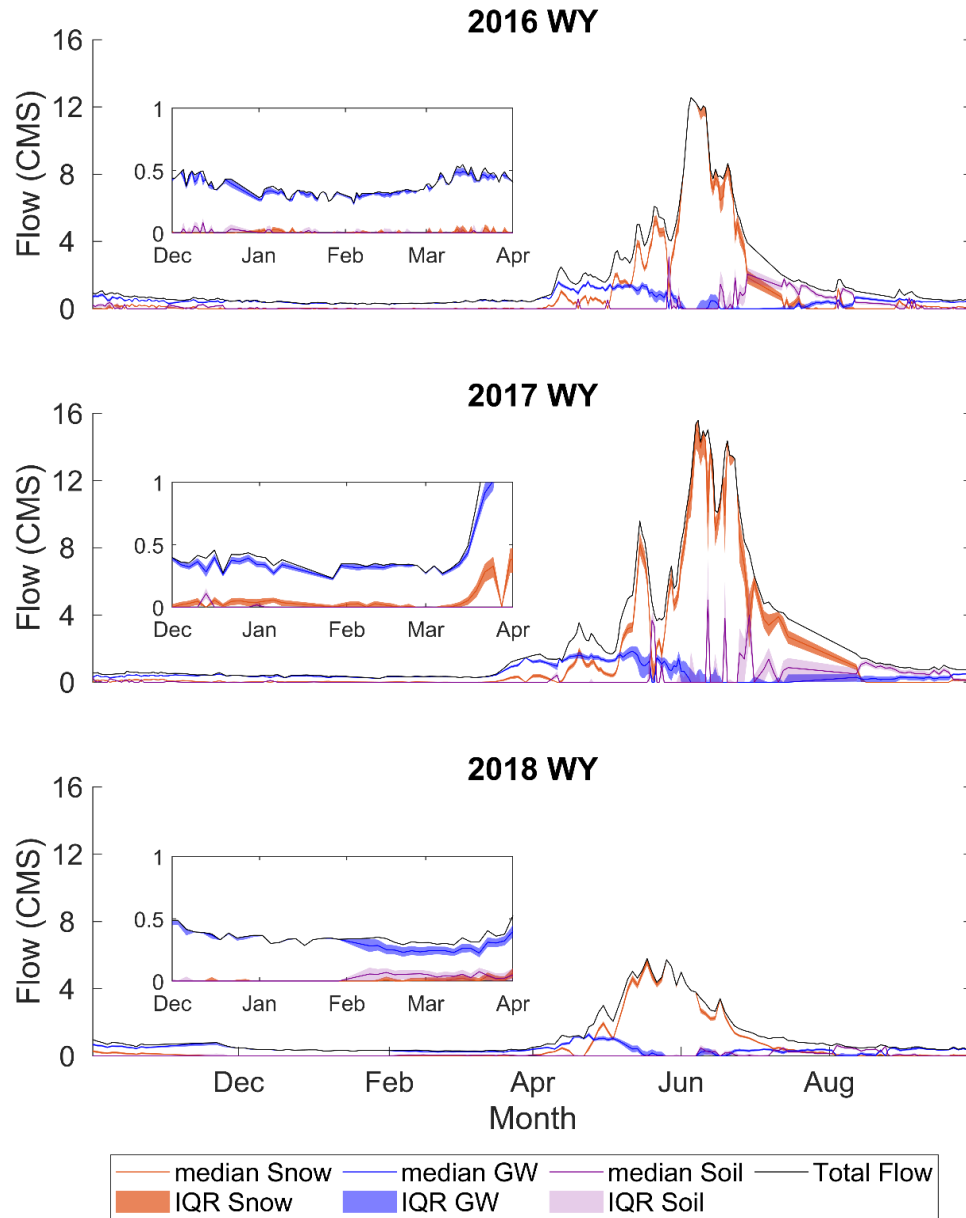 2016 WY
16
12
8
4
0
Flow (CMS)
1
0.5
0
Dec Jan Feb Mar Apr
2017 WY
16
12
8
4
0
Flow (CMS)
1
0.5
0
Dec Jan Feb Mar Apr
2018 WY
16
12
8
4
0
Flow (CMS)
1
0.5
0
Dec Jan Feb Mar Apr
Dec Feb Apr Jun Aug
Month
median Snow median GW median Soil Total Flow
IQR Snow IQR GW IQR Soil